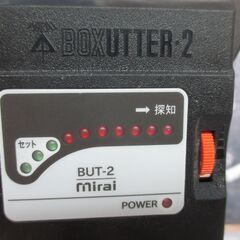 BOXUTTER·2
→ 探知
セット
BUT-2
mirai
POWER